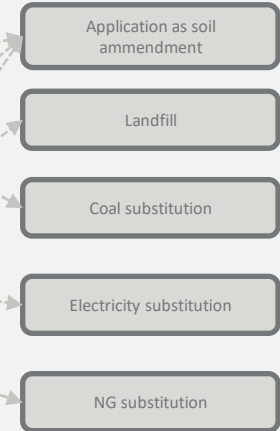 Application as soil
ammendment
Landfill
Coal substitution
Electricity substitution
NG substitution